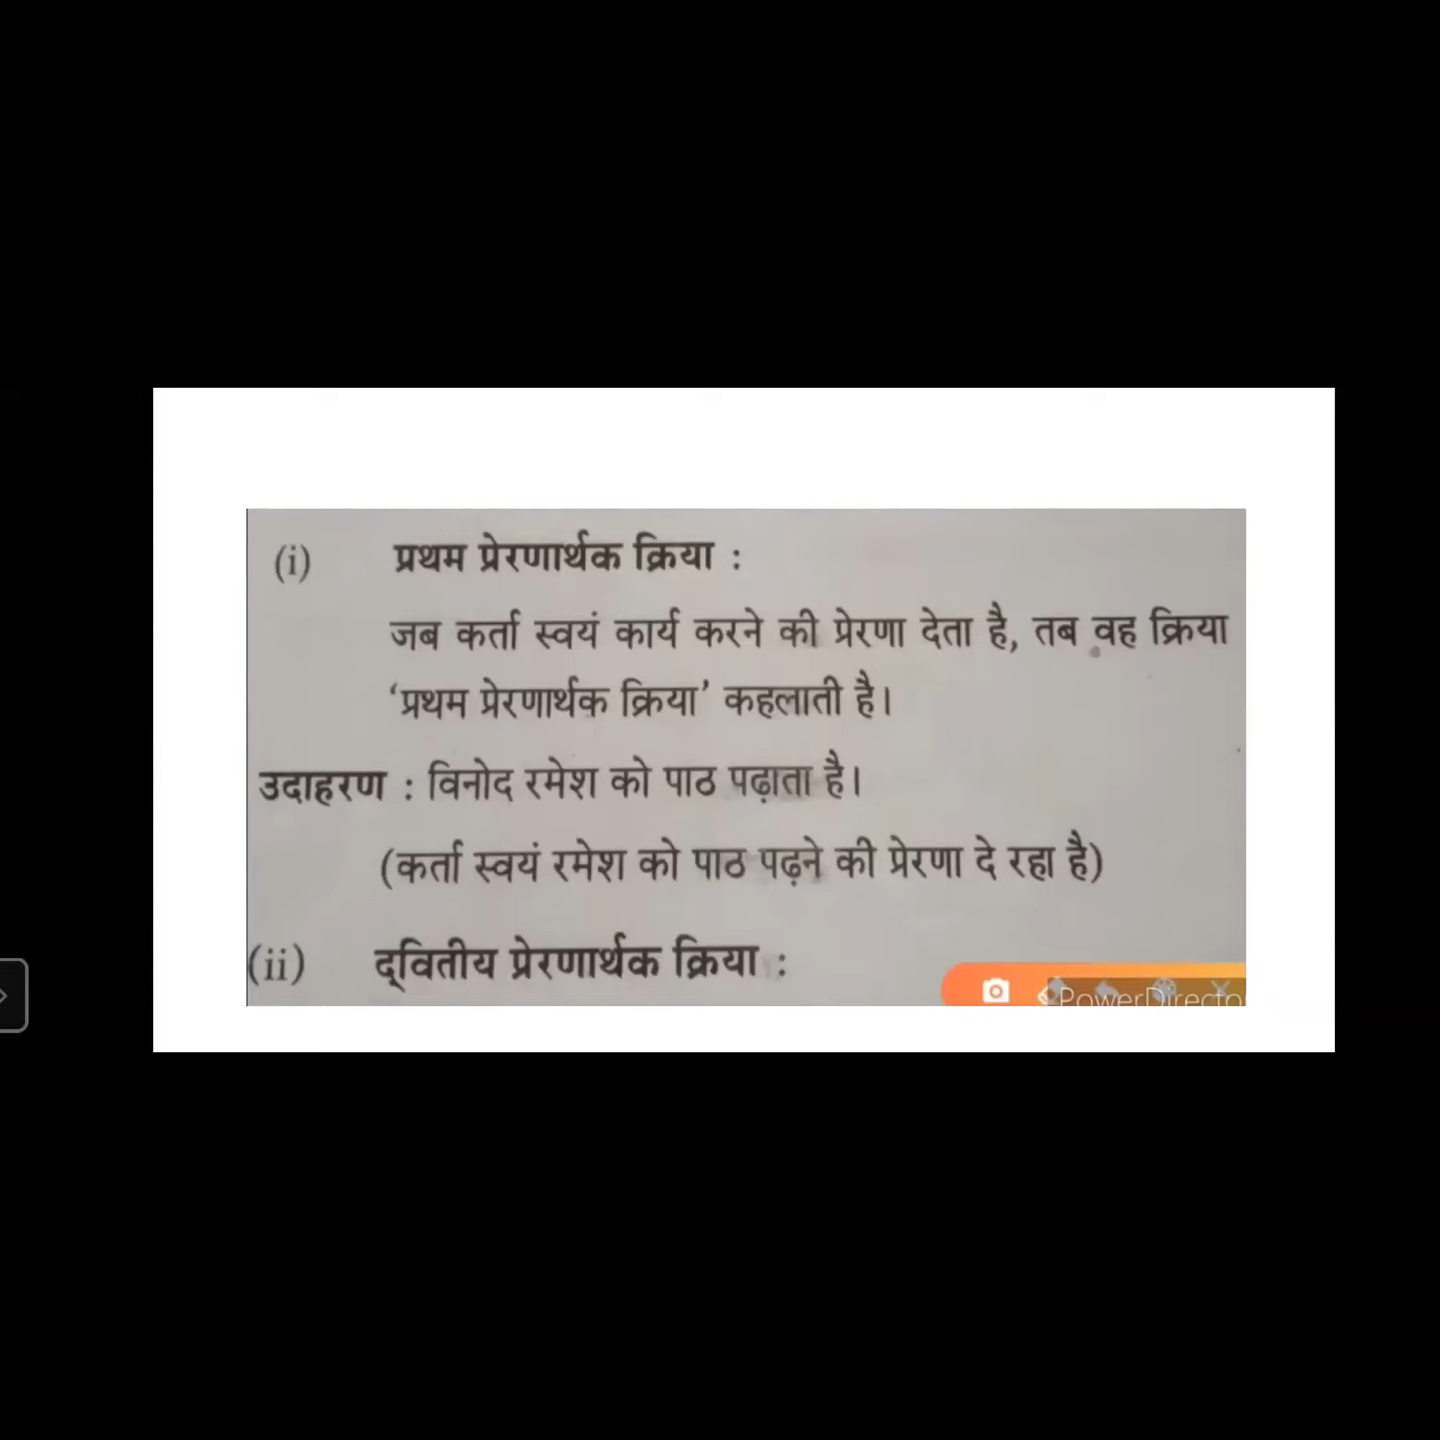 (i) प्रथम प्रेरणार्थक क्रिया :
जब कर्ता स्वयं कार्य करने की प्रेरणा देता है, तब वह क्रिया
‘प्रथम प्रेरणार्थक क्रिया’ कहलाती है।
उदाहरण : विनोद रमेश को पाठ पढ़ाता है।
(कर्ता स्वयं रमेश को पाठ पढ़ने की प्रेरणा दे रहा है)
(ii) द्‌वितीय प्रेरणार्थक क्रिया :
PowerDirecto